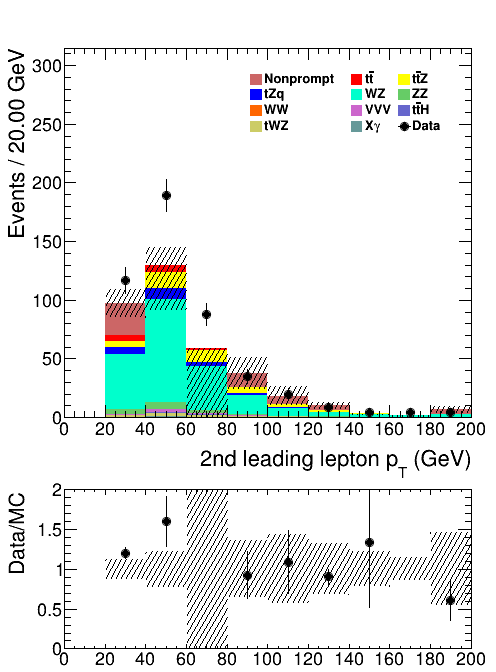 Events / 20.00 GeV
300
250
200
150
100
50
0
Nonprompt tt̄ tt̄Z
tZq WZ ZZ
WW VVV tt̄H
tWZ Xγ Data
0 20 40 60 80 100 120 140 160 180 200
2nd leading lepton p_T (GeV)
Data/MC
2
1.5
1
0.5
0
0 20 40 60 80 100 120 140 160 180 200